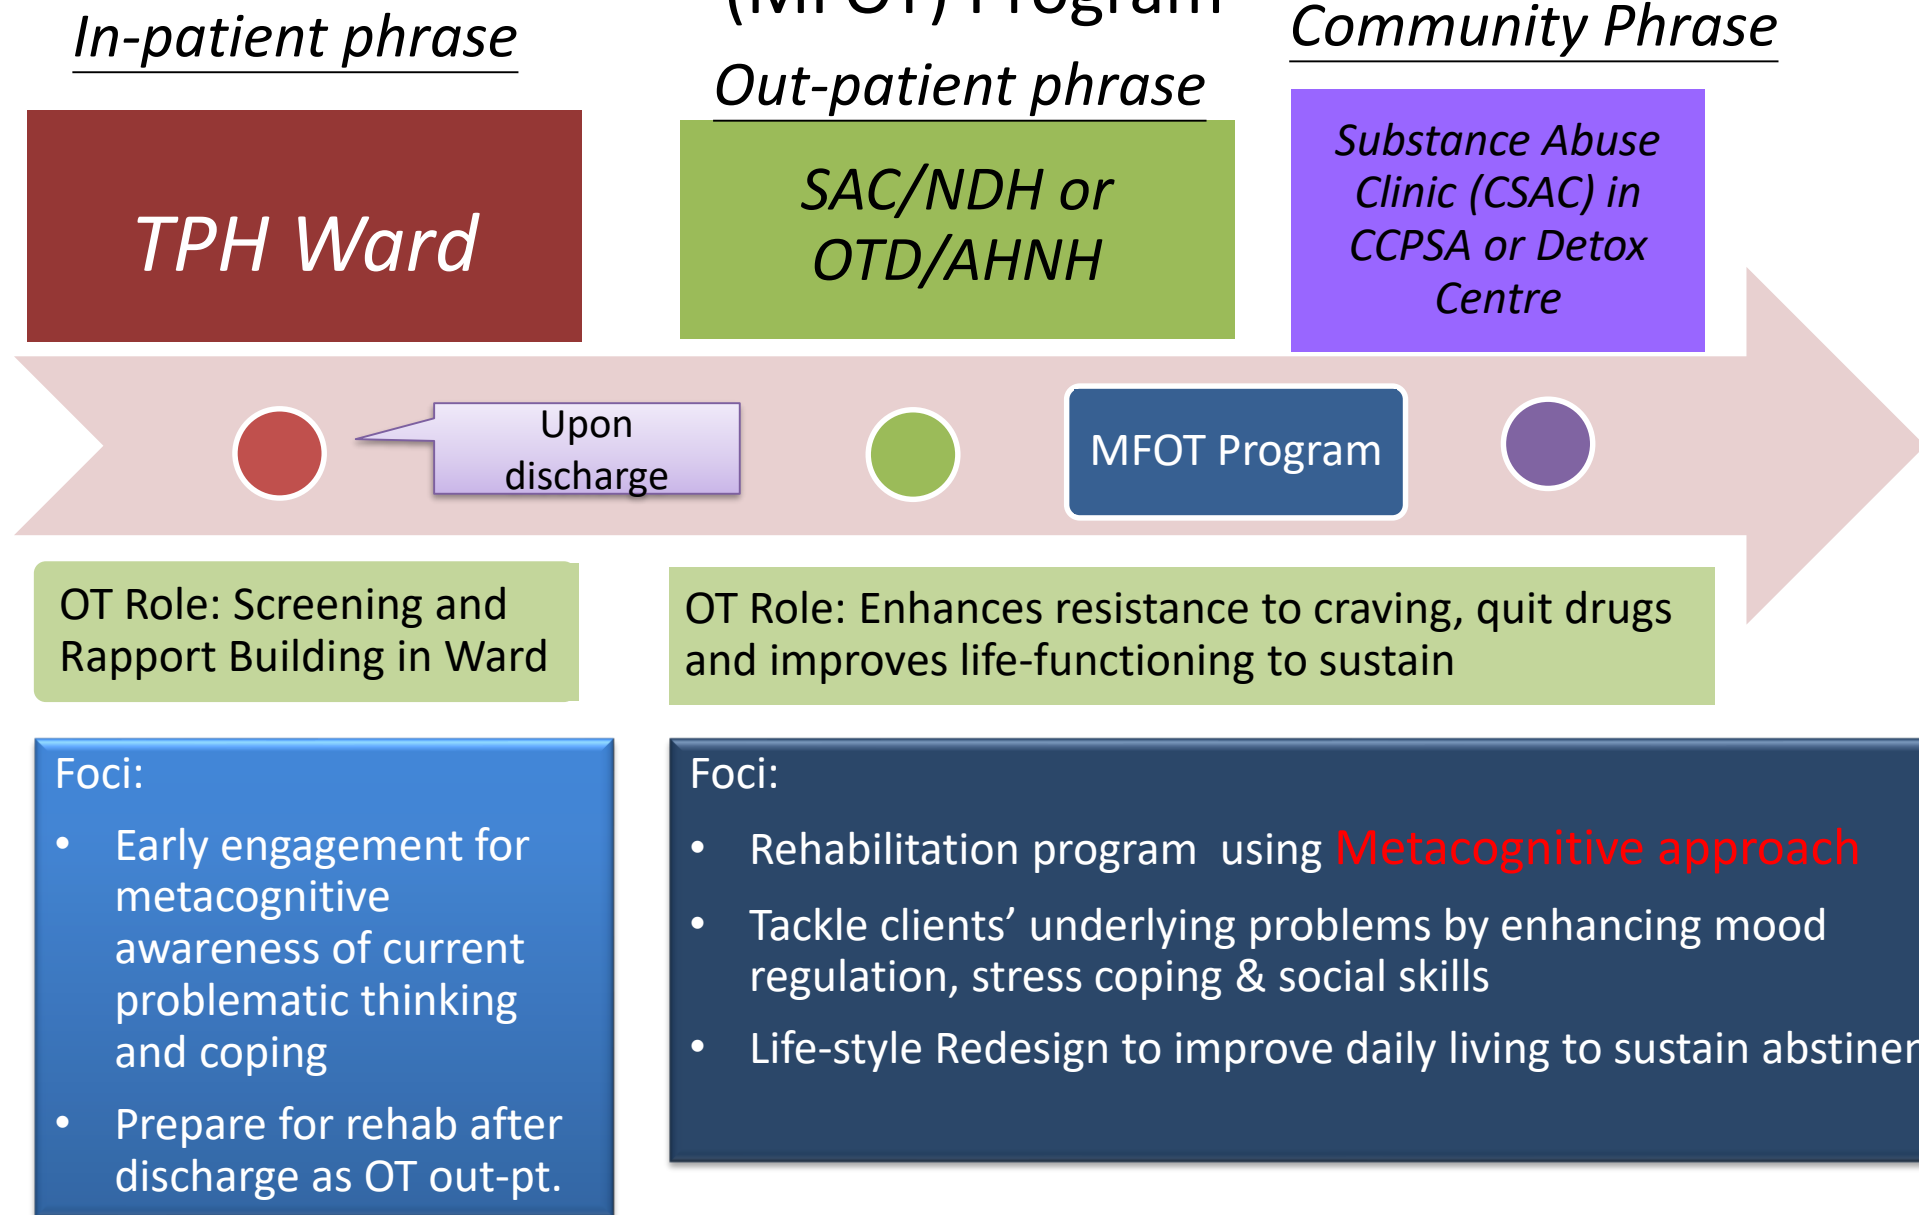 (MFOT) Program
In-patient phrase
Out-patient phrase
Community Phrase
TPH Ward
SAC/NDH or
OTD/AHNH
Substance Abuse
Clinic (CSAC) in
CCPSA or Detox
Centre
Upon
discharge
MFOT Program
OT Role: Screening and
Rapport Building in Ward
OT Role: Enhances resistance to craving, quit drugs
and improves life-functioning to sustain
Foci:
• Early engagement for
metacognitive
awareness of current
problematic thinking
and coping
• Prepare for rehab after
discharge as OT out-pt.
Foci:
• Rehabilitation program using Metacognitive approach
• Tackle clients’ underlying problems by enhancing mood
regulation, stress coping & social skills
• Life-style Redesign to improve daily living to sustain